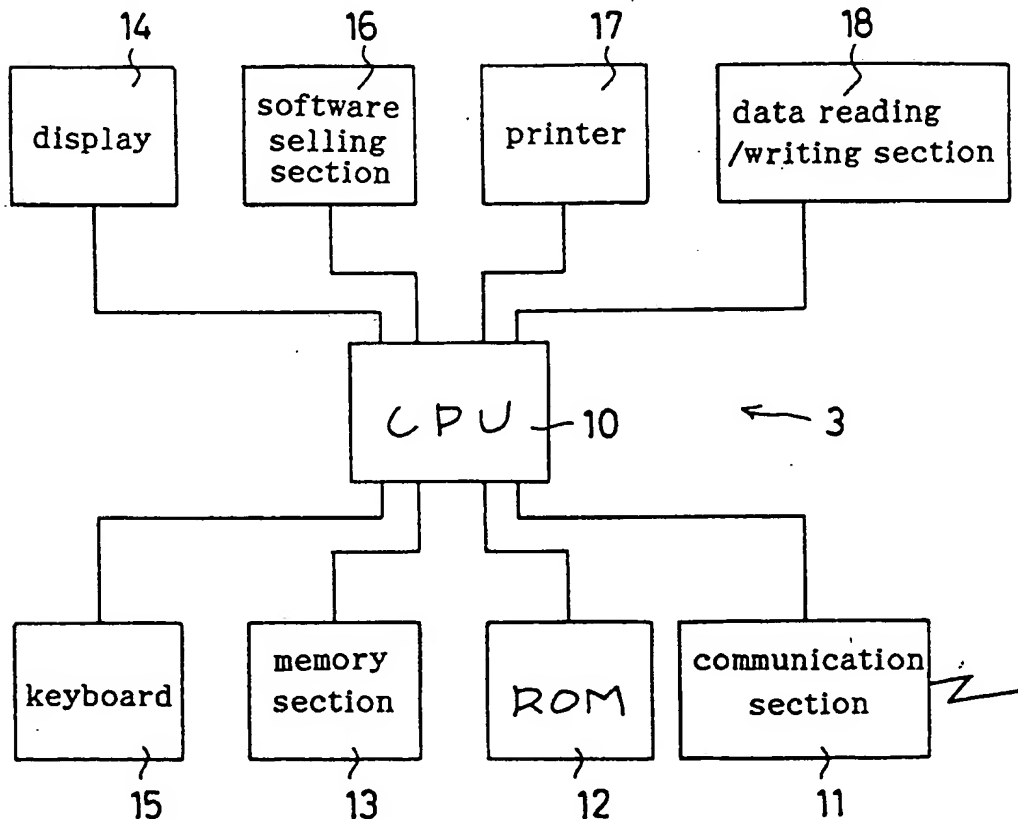 14
16
17
18
display
software
selling
section
printer
data reading
/writing section
CPU
10
3
keyboard
memory
section
ROM
communication
section
15
13
12
11